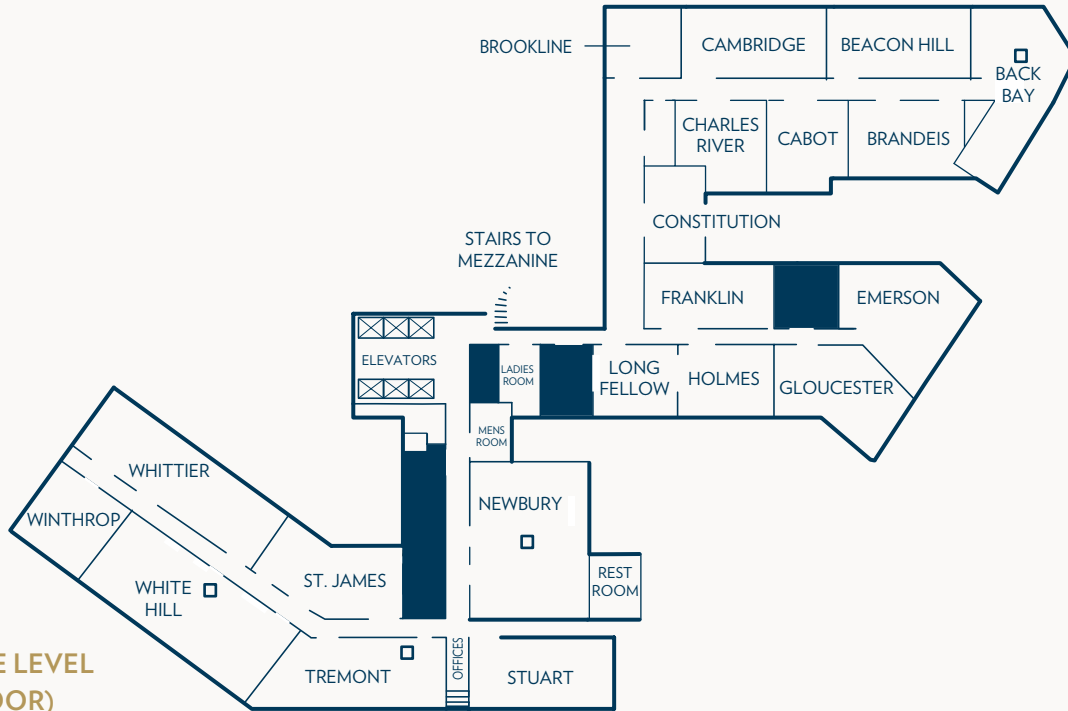 BROOKLINE
CAMBRIDGE
BEACON HILL
BACK
BAY
CHARLES
RIVER
CABOT
BRANDEIS
CONSTITUTION
STAIRS TO
MEZZANINE
FRANKLIN
EMERSON
ELEVATORS
LADIES
ROOM
LONG
FELLOW
HOLMES
GLOUCESTER
MENS
ROOM
WHITTIER
NEWBURY
WINTHROP
ST. JAMES
WHITE
HILL
REST
ROOM
OFFICES
TREMONT
STUART
E LEVEL
OOR)